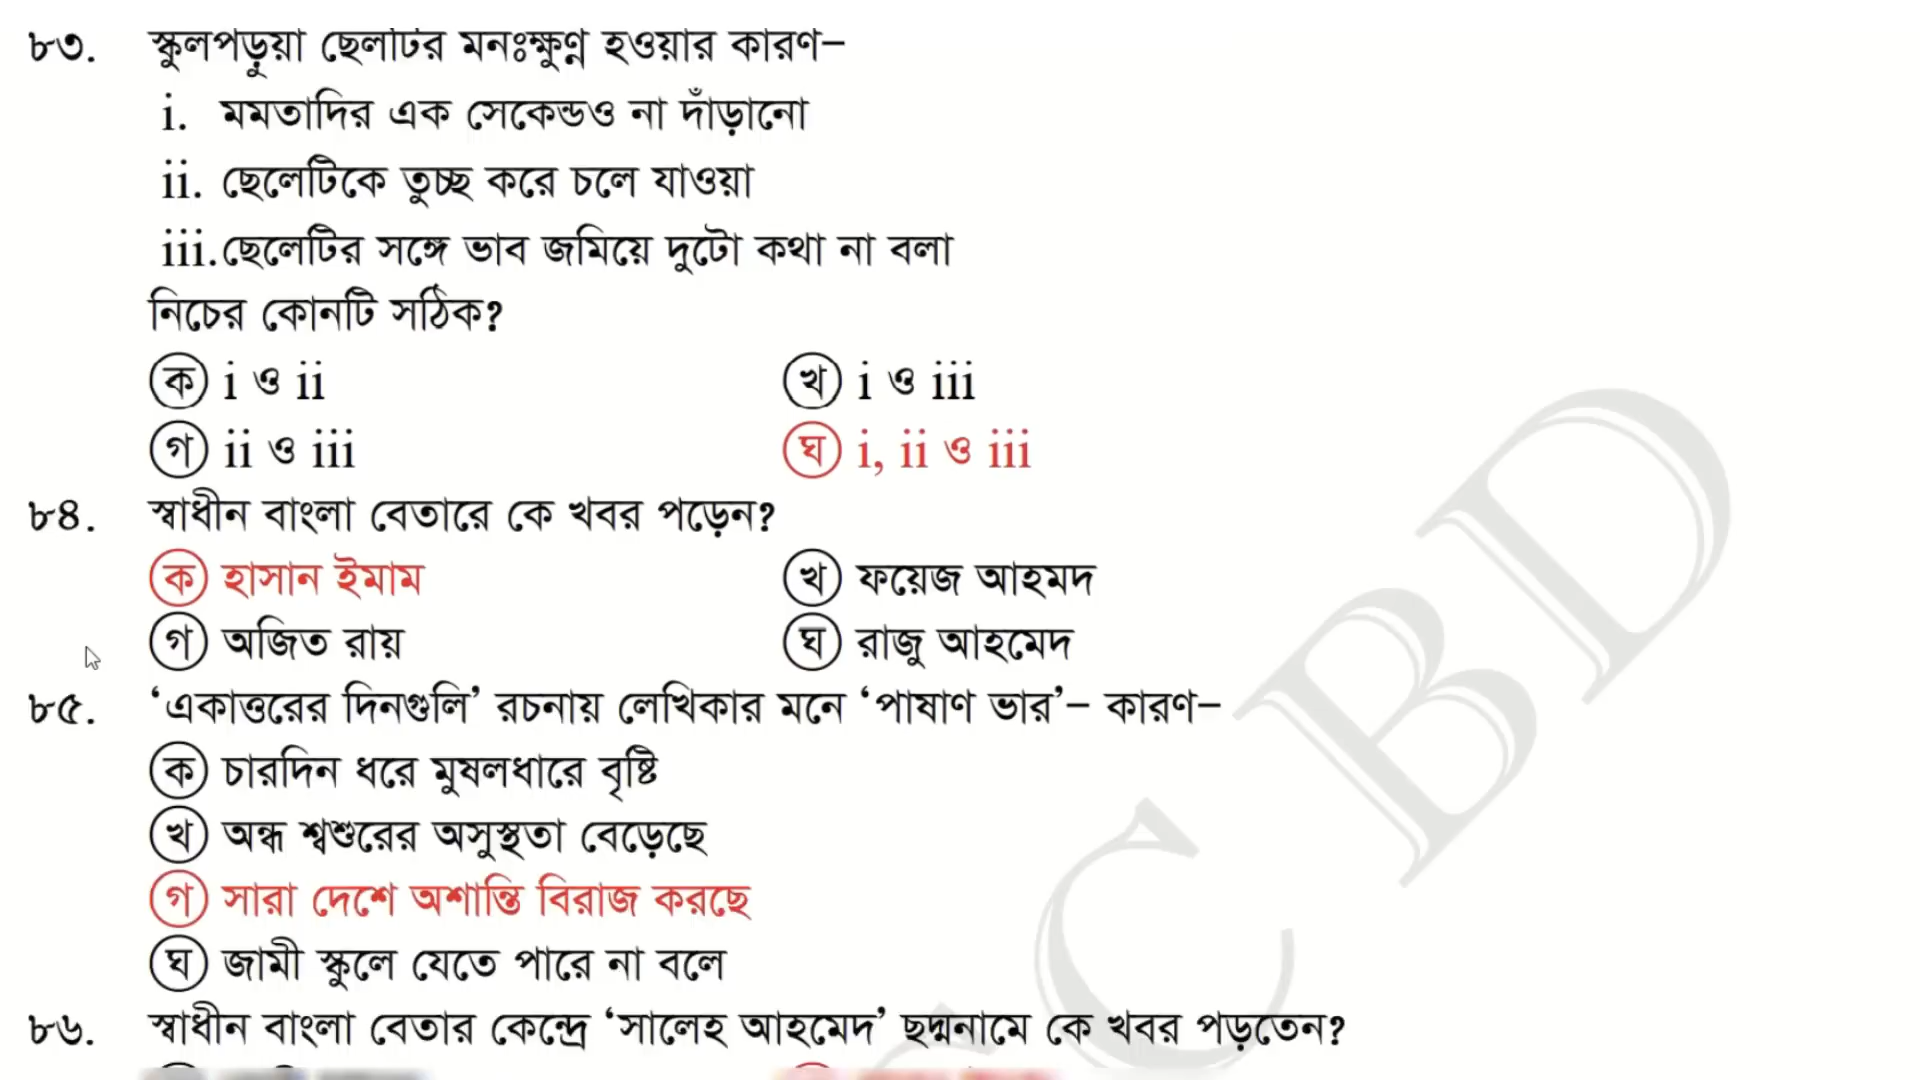 ৮৩. স্কুলপড়ুয়া ছেলেটির মনঃক্ষুণ্ণ হওয়ার কারণ–
i. মমতাদির এক সেকেন্ডও না দাঁড়ানো
ii. ছেলেটিকে তুচ্ছ করে চলে যাওয়া
iii. ছেলেটির সঙ্গে ভাব জমিয়ে দুটো কথা না বলা
নিচের কোনটি সঠিক?
ক i ও ii খ i ও iii
গ ii ও iii ঘ i, ii ও iii
৮৪. স্বাধীন বাংলা বেতারে কে খবর পড়েন?
ক হাসান ইমাম খ ফয়েজ আহমদ
গ অজিত রায় ঘ রাজু আহমেদ
৮৫. ‘একাত্তরের দিনগুলি’ রচনায় লেখিকার মনে ‘পাষাণ ভার’– কারণ–
ক চারদিন ধরে মুষলধারে বৃষ্টি
খ অন্ধ শ্বশুরের অসুস্থতা বেড়েছে
গ সারা দেশে অশান্তি বিরাজ করছে
ঘ জামী স্কুলে যেতে পারে না বলে
৮৬. স্বাধীন বাংলা বেতার কেন্দ্রে ‘সালেহ আহমেদ’ ছদ্মনামে কে খবর পড়তেন?
C BD